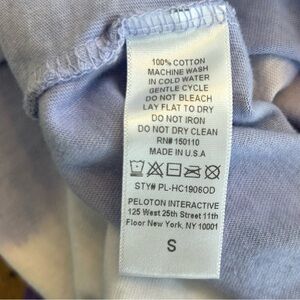 100% COTTON
MACHINE WASH
IN COLD WATER
GENTLE CYCLE
DO NOT BLEACH
LAY FLAT TO DRY
DO NOT IRON
DO NOT DRY CLEAN
RN# 150110
MADE IN U.S.A
STY# PL-HC1906OD
PELOTON INTERACTIVE
125 West 25th Street 11th
Floor New York, NY 10001
S